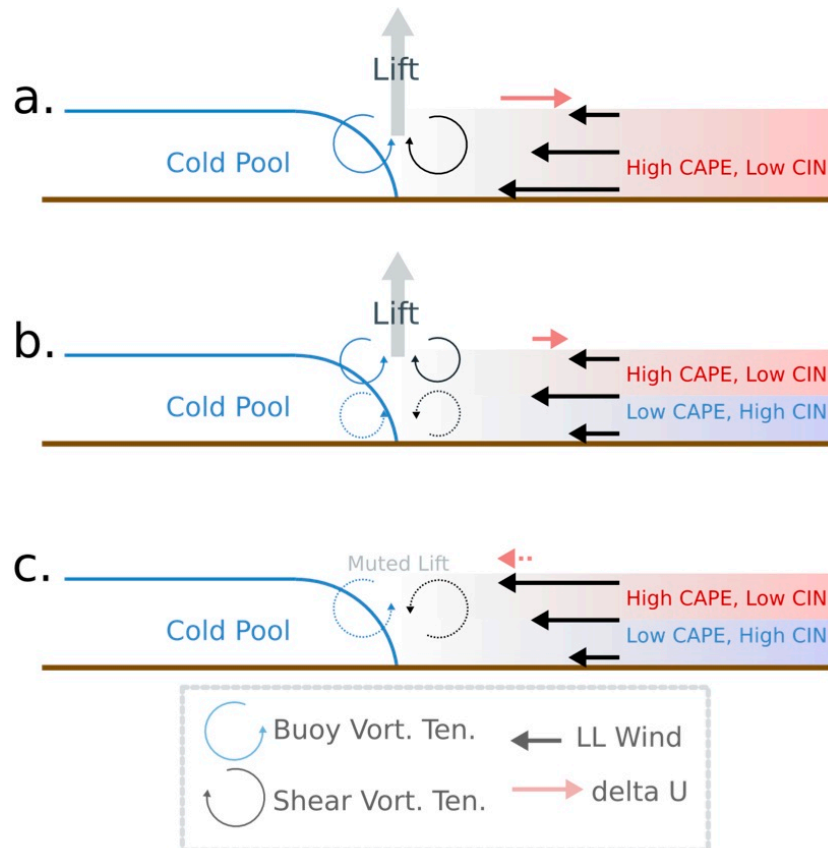 Lift
a.
Cold Pool
High CAPE, Low CIN
Lift
b.
Cold Pool
High CAPE, Low CIN
Low CAPE, High CIN
Muted Lift
c.
Cold Pool
High CAPE, Low CIN
Low CAPE, High CIN
Buoy Vort. Ten.
LL Wind
Shear Vort. Ten.
delta U